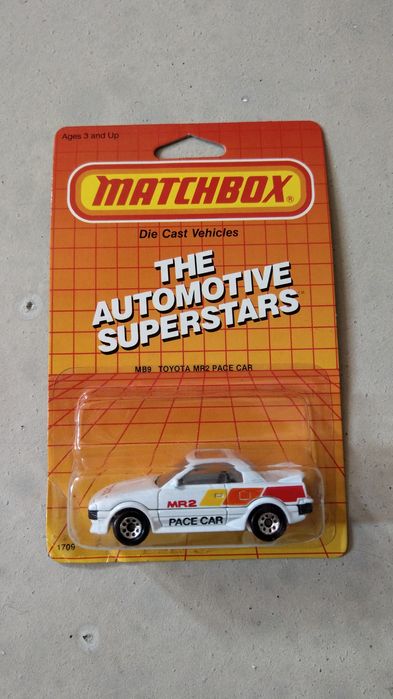 Ages 3 and Up
MATCHBOX®
Die Cast Vehicles
THE
AUTOMOTIVE
SUPERSTARS™
MB9 TOYOTA MR2 PACE CAR
MR2
PACE CAR
1709